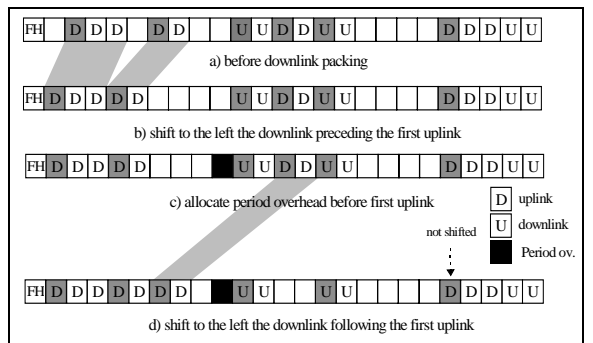 FH D D D D D U U D D U U D D D U U
a) before downlink packing
FH D D D D D U U D D U U D D D U U
b) shift to the left the downlink preceding the first uplink
FH D D D D D U U D D U U D D D U U
c) allocate period overhead before first uplink
D uplink
U downlink
not shifted
Period ov.
FH D D D D D D D U U U U D D D U U
d) shift to the left the downlink following the first uplink